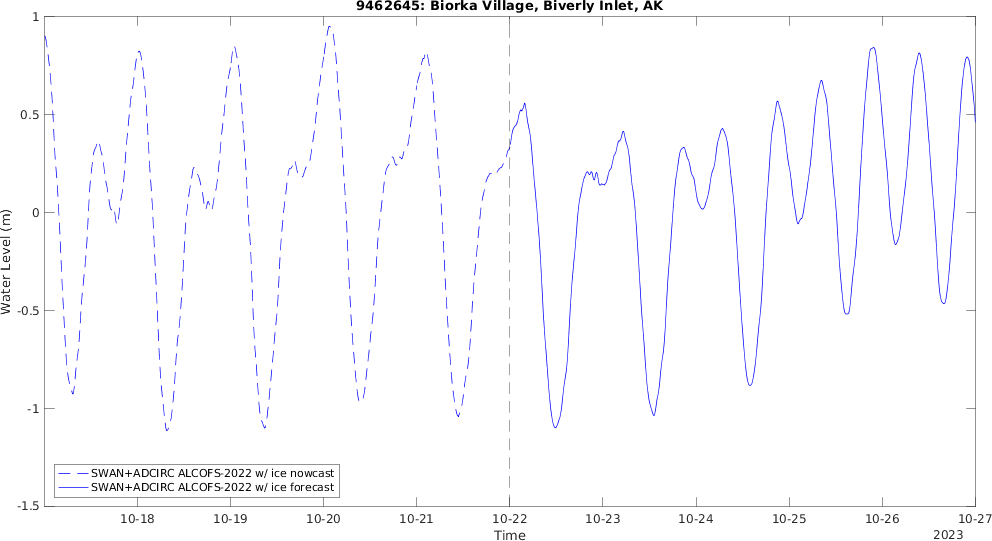 9462645: Biorka Village, Biverly Inlet, AK
Water Level (m)
1
0.5
0
-0.5
-1
-1.5
SWAN+ADCIRC ALCOFS-2022 w/ ice nowcast
SWAN+ADCIRC ALCOFS-2022 w/ ice forecast
10-18 10-19 10-20 10-21 10-22 10-23 10-24 10-25 10-26 10-27
Time
2023